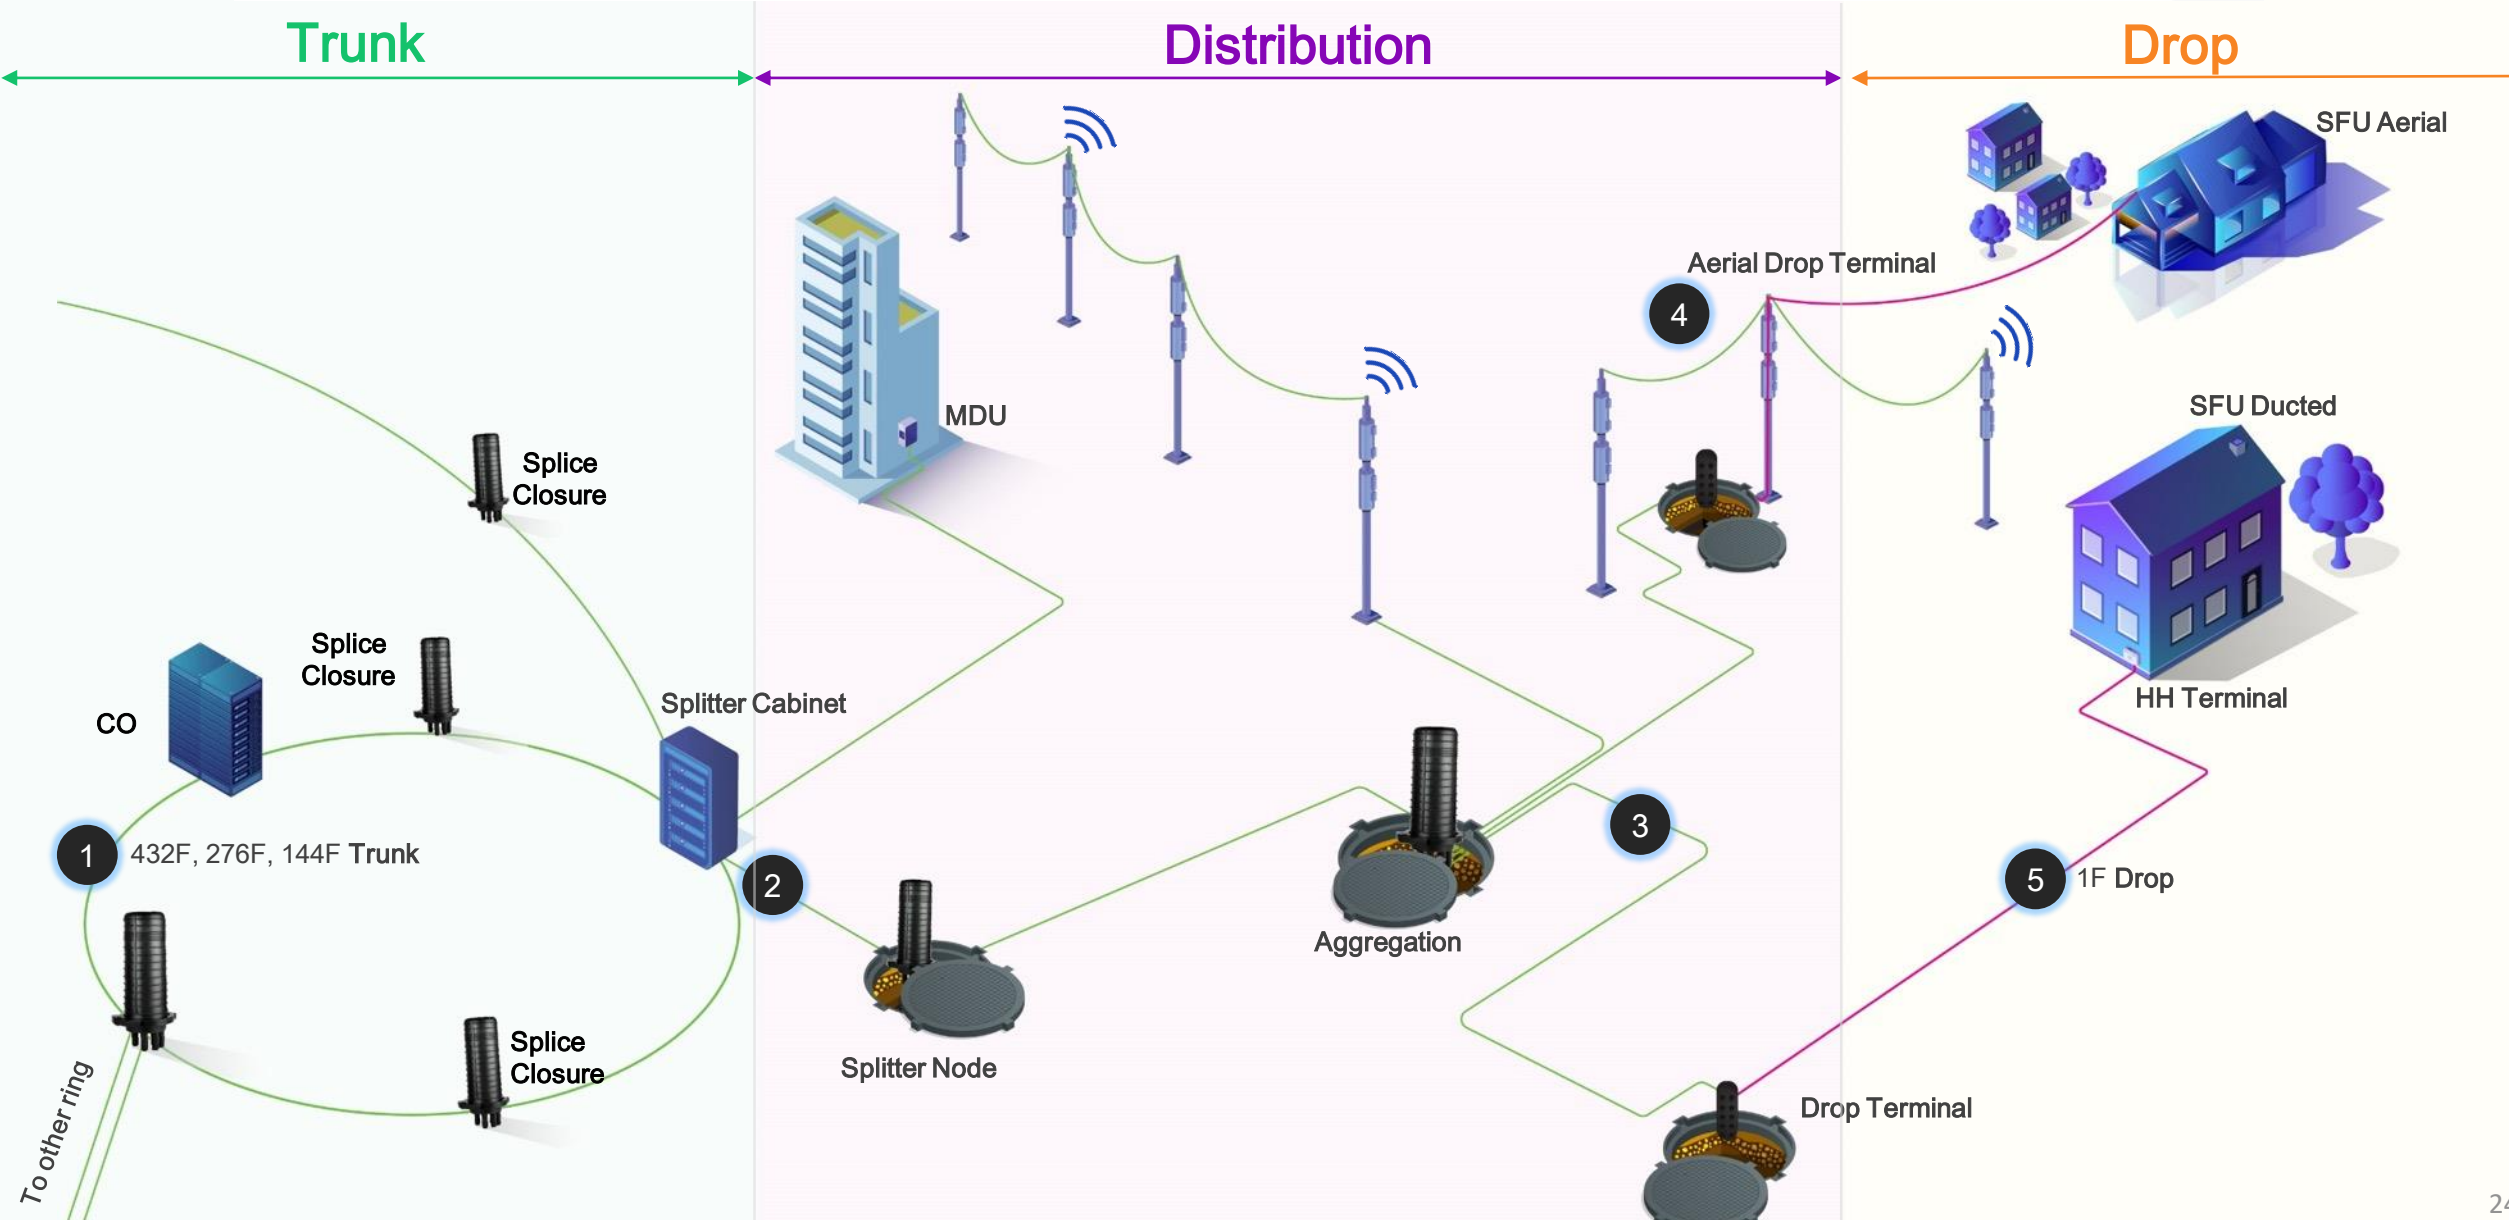 Trunk
Distribution
Drop
SFU Aerial
Aerial Drop Terminal
4
SFU Ducted
MDU
Splice
Closure
Splice
Closure
CO
Splitter Cabinet
HH Terminal
1
432F, 276F, 144F Trunk
2
3
5
1F Drop
Aggregation
Splitter Node
Splice
Closure
Drop Terminal
To other ring
24